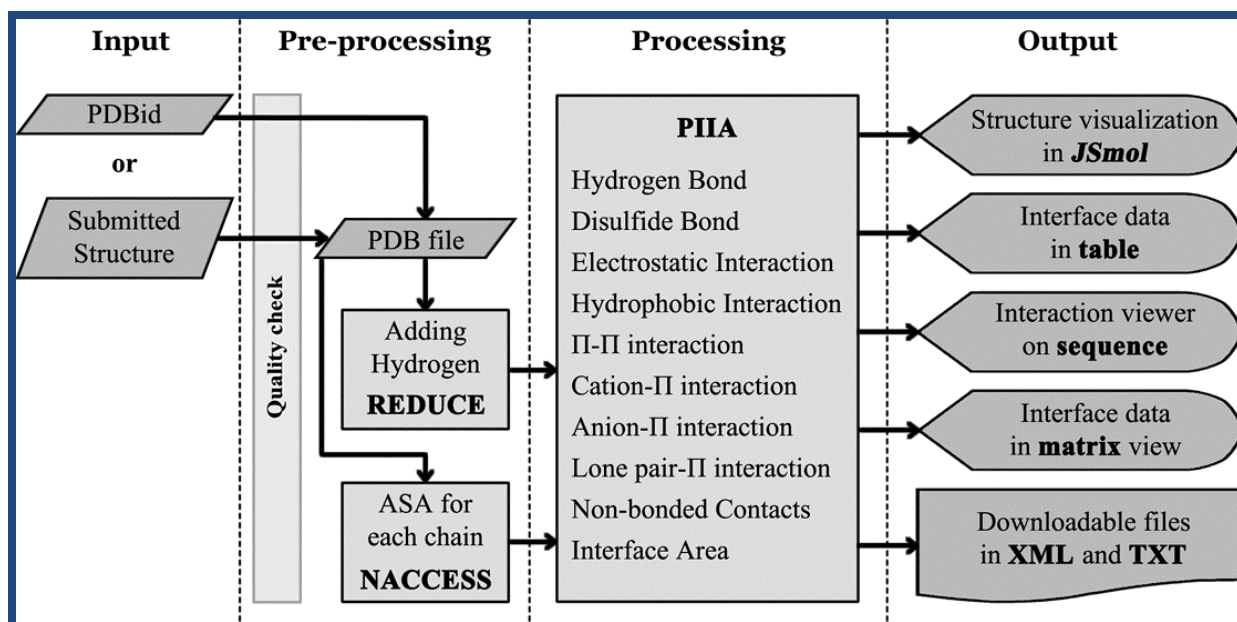 Input
Pre-processing
Processing
Output
PDBid
or
Submitted
Structure
Quality check
PDB file
Adding
Hydrogen
REDUCE
ASA for
each chain
NACCESS
PIIA
Hydrogen Bond
Disulfide Bond
Electrostatic Interaction
Hydrophobic Interaction
Π-Π interaction
Cation-Π interaction
Anion-Π interaction
Lone pair-Π interaction
Non-bonded Contacts
Interface Area
Structure visualization
in JSmol
Interface data
in table
Interaction viewer
on sequence
Interface data
in matrix view
Downloadable files
in XML and TXT